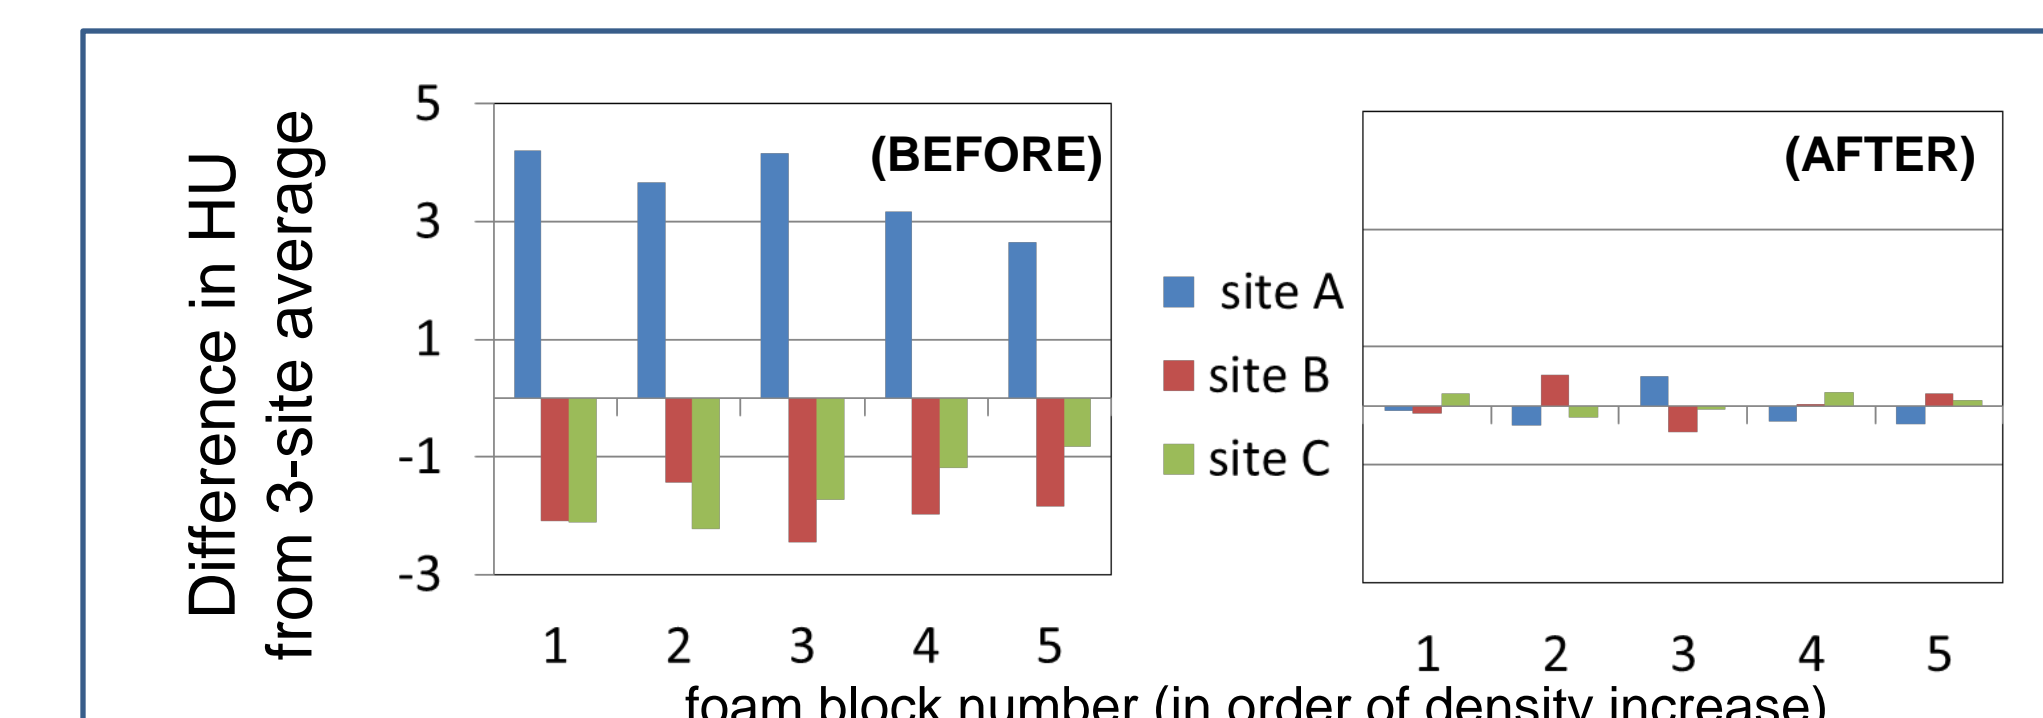 Difference in HU
from 3-site average
5
3
1
-1
-3
(BEFORE)
1 2 3 4 5
site A
site B
site C
(AFTER)
1 2 3 4 5
foam block number (in order of density increase)